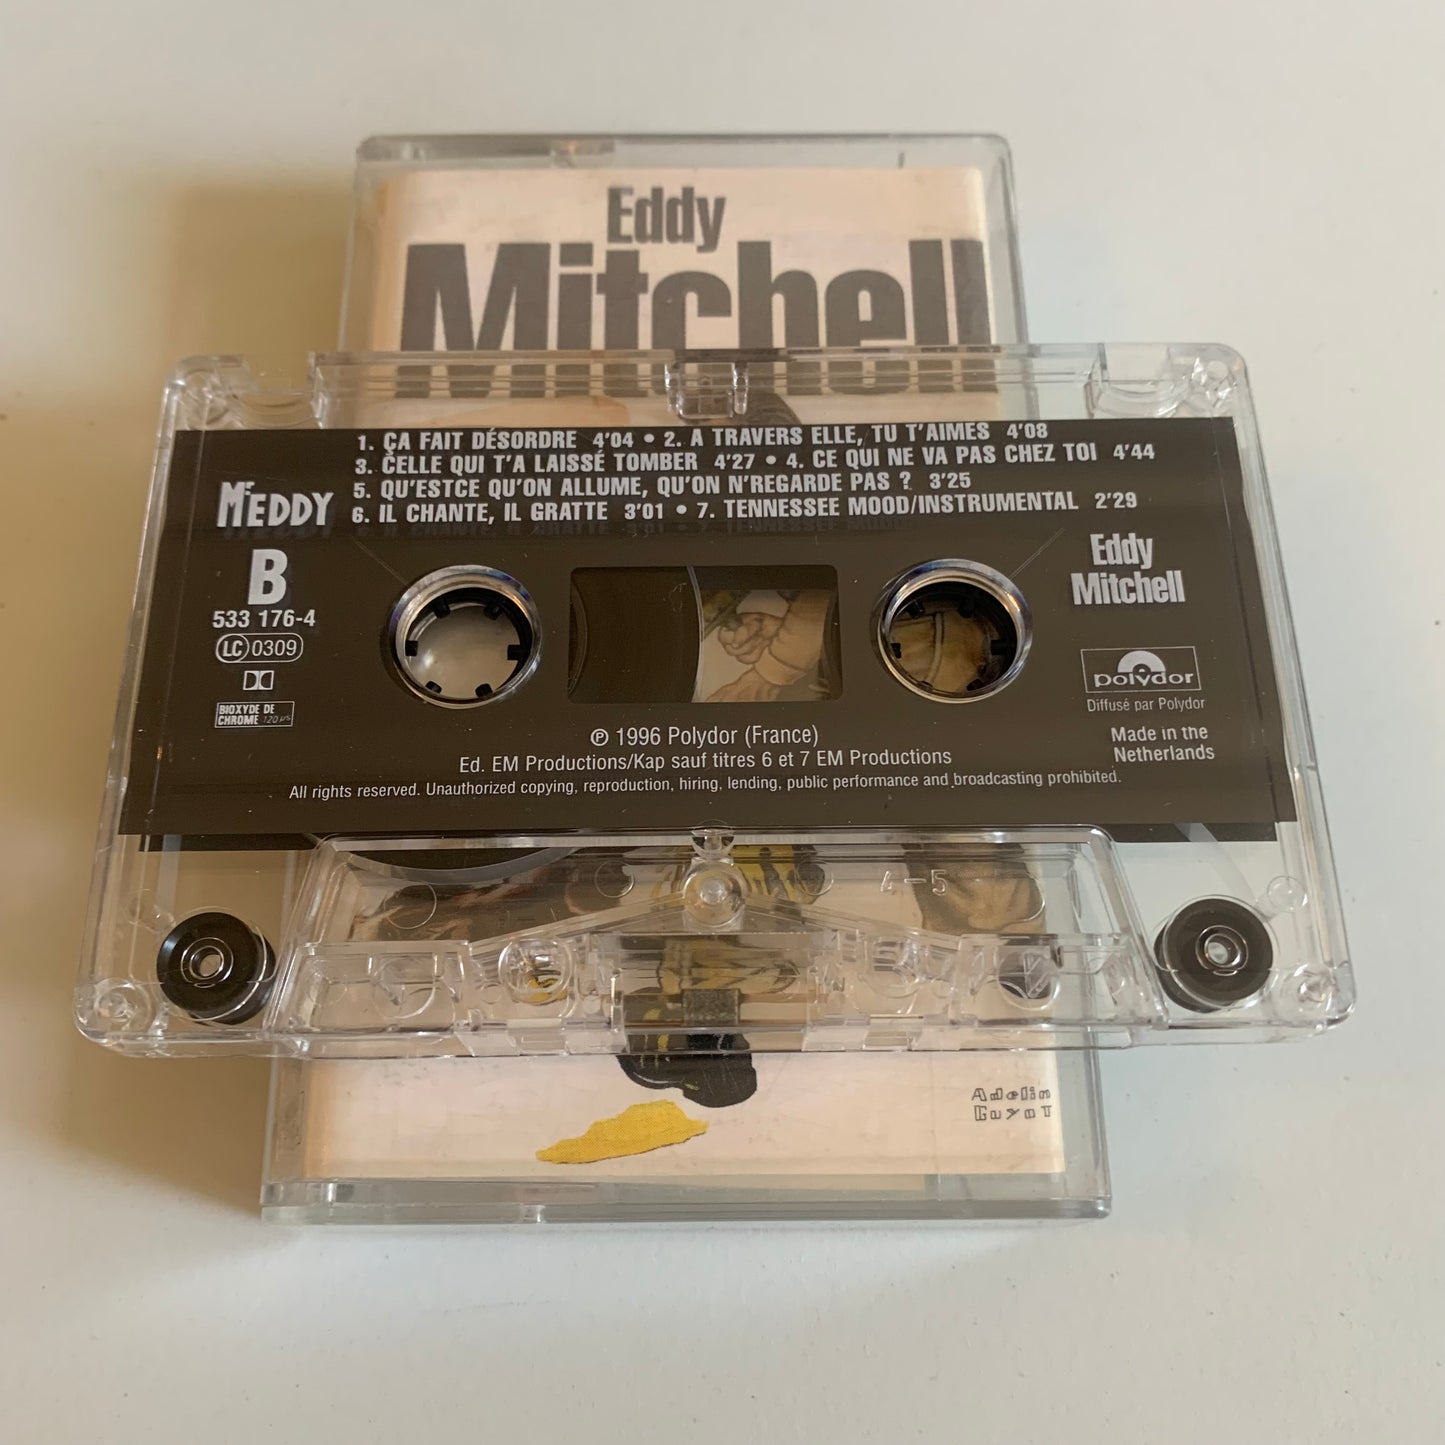 Eddy
Mitchell
1. ÇA FAIT DÉSORDRE 4'04 • 2. A TRAVERS ELLE, TU T'AIMES 4'08
3. CELLE QUI T'A LAISSÉ TOMBER 4'27 • 4. CE QUI NE VA PAS CHEZ TOI 4'44
5. QU'ESTCE QU'ON ALLUME, QU'ON N'REGARDE PAS ? 3'25
6. IL CHANTE, IL GRATTE 3'01 • 7. TENNESSEE MOOD/INSTRUMENTAL 2'29
Mr EDDY
B
533 176-4
LC 0309
BIOXYDE DE
CHROME 120 µs
Eddy
Mitchell
polydor
Diffusé par Polydor
Made in the
Netherlands
℗ 1996 Polydor (France)
Ed. EM Productions/Kap sauf titres 6 et 7 EM Productions
All rights reserved. Unauthorized copying, reproduction, hiring, lending, public performance and broadcasting prohibited.
4-5
Adelin
Guyot